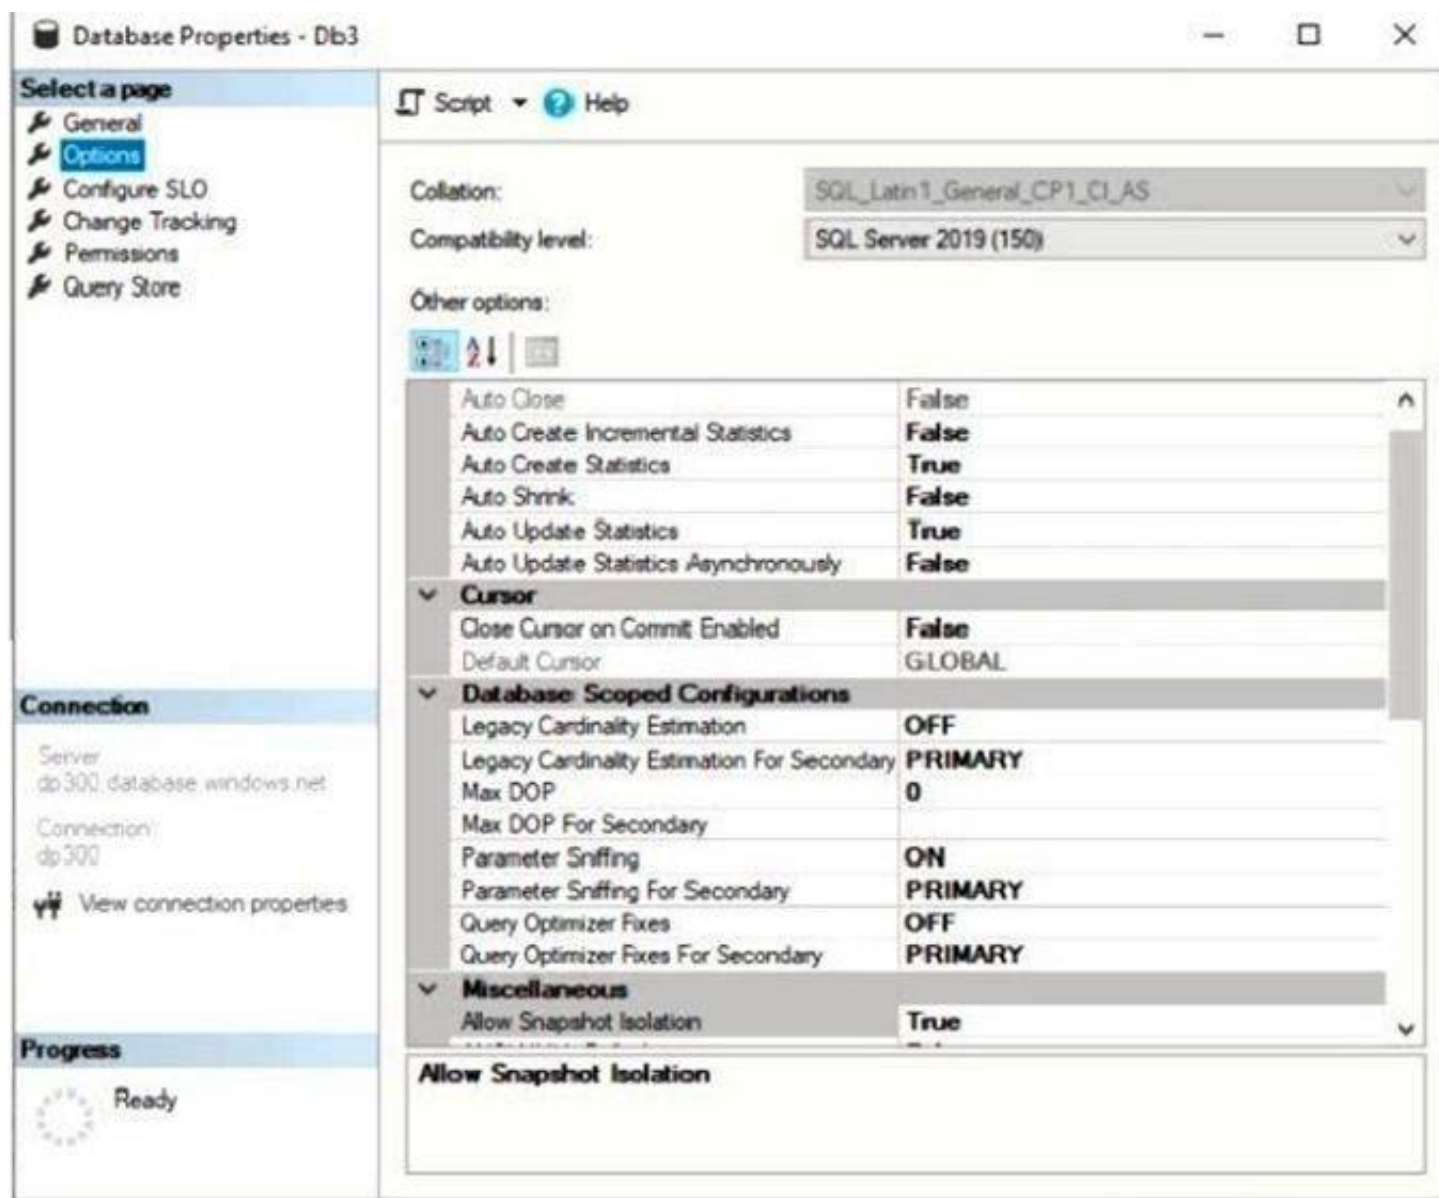 Database Properties - Db3
Select a page
General
Options
Configure SLO
Change Tracking
Permissions
Query Store
Connection
Server
dp300.database.windows.net
Connection:
dp300
View connection properties
Progress
Ready
Script
Help
Collation: SQL_Latin1_General_CP1_CI_AS
Compatibility level: SQL Server 2019 (150)
Other options:
Auto Close False
Auto Create Incremental Statistics False
Auto Create Statistics True
Auto Shrink False
Auto Update Statistics True
Auto Update Statistics Asynchronously False
Cursor
Close Cursor on Commit Enabled False
Default Cursor GLOBAL
Database Scoped Configurations
Legacy Cardinality Estimation OFF
Legacy Cardinality Estimation For Secondary PRIMARY
Max DOP 0
Max DOP For Secondary
Parameter Sniffing ON
Parameter Sniffing For Secondary PRIMARY
Query Optimizer Fixes OFF
Query Optimizer Fixes For Secondary PRIMARY
Miscellaneous
Allow Snapshot Isolation True
Allow Snapshot Isolation